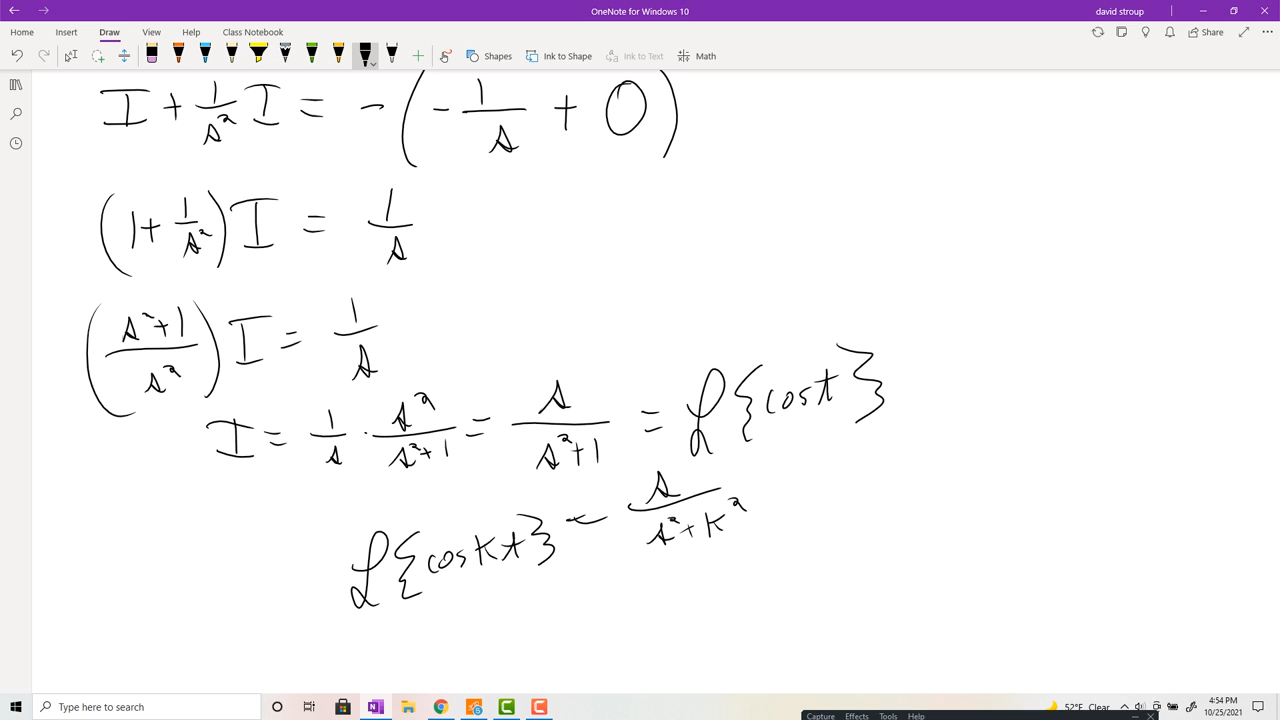 OneNote for Windows 10
david stroup
Home Insert Draw View Help Class Notebook
Share
Shapes Ink to Shape Ink to Text Math
I + 1/s² I = -(-1/s + 0)
(1 + 1/s²) I = 1/s
((s²+1)/s²) I = 1/s
I = 1/s · s²/(s²+1) = s/(s²+1) = ℒ{cos t}
ℒ{cos kt} = s/(s²+k²)
Type here to search
52°F Clear
4:54 PM
10/25/2021
Capture Effects Tools Help